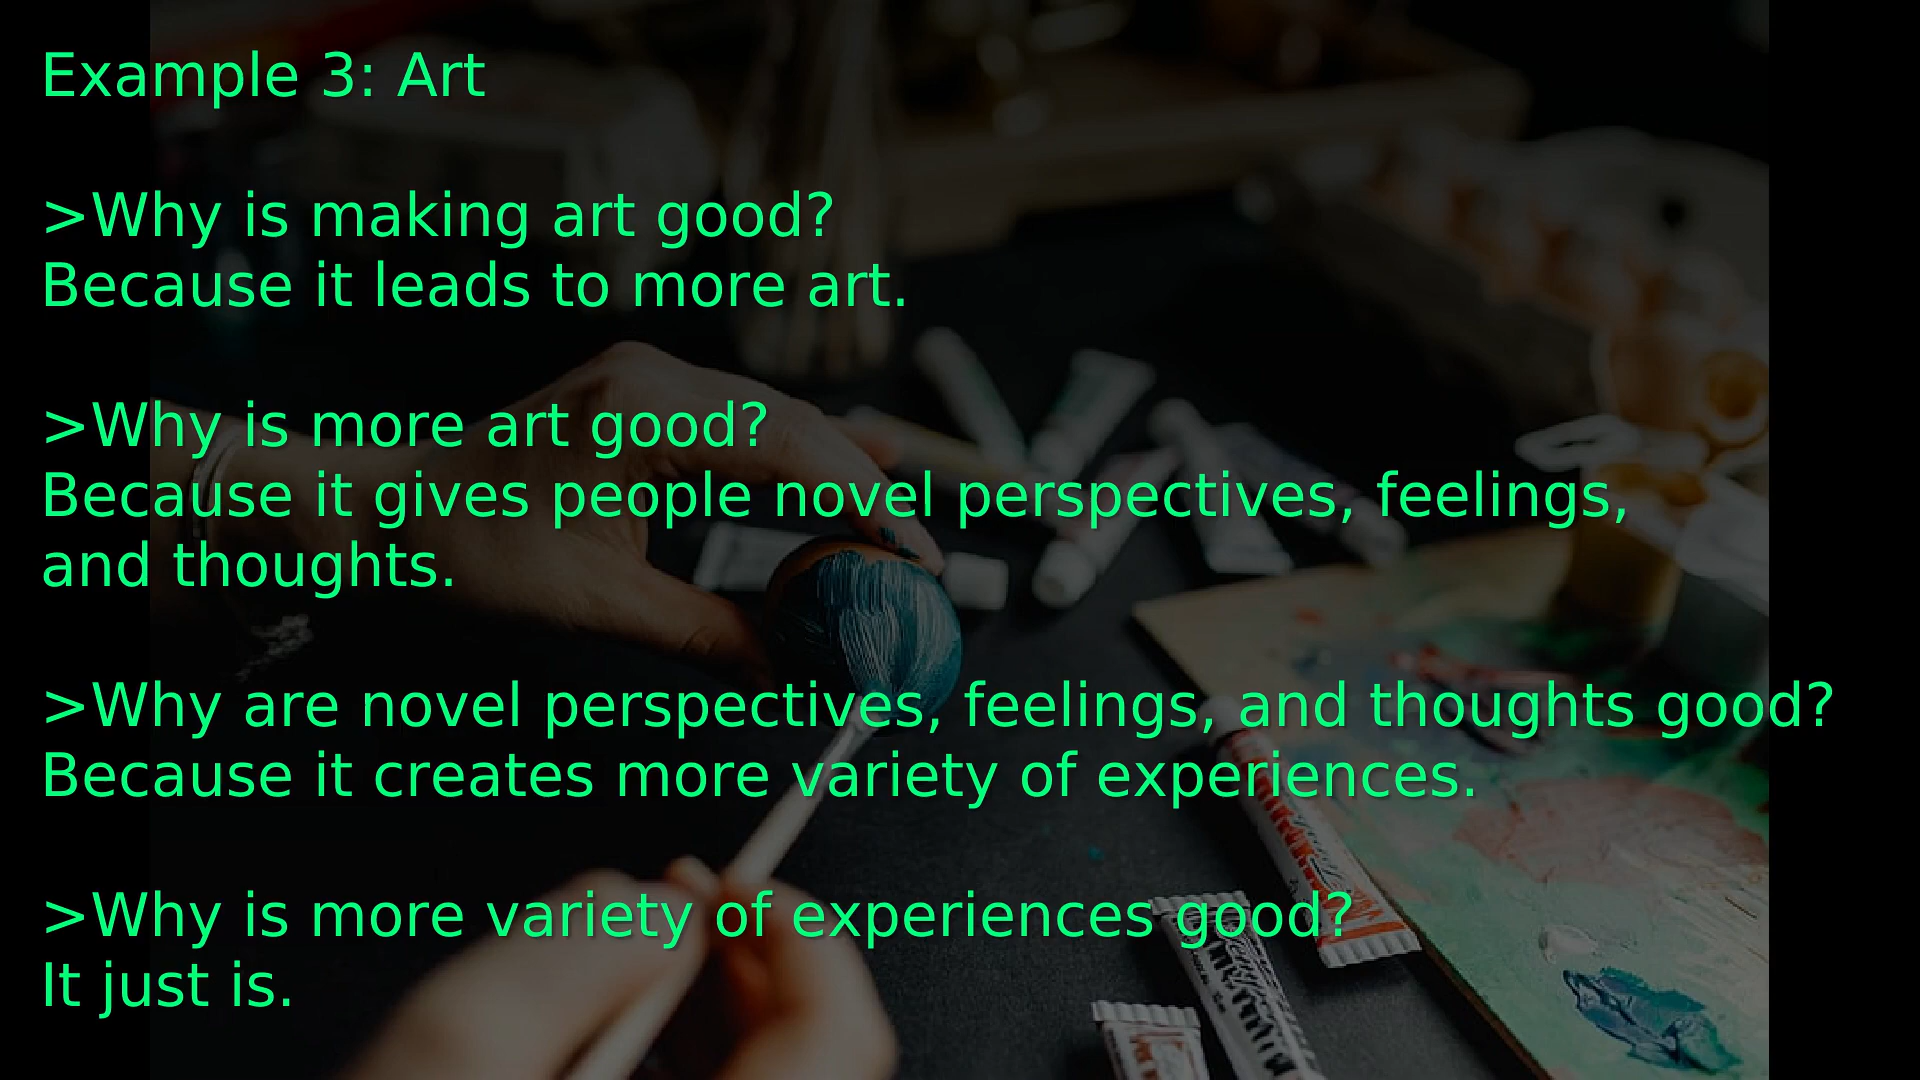 Example 3: Art
>Why is making art good?
Because it leads to more art.
>Why is more art good?
Because it gives people novel perspectives, feelings,
and thoughts.
>Why are novel perspectives, feelings, and thoughts good?
Because it creates more variety of experiences.
>Why is more variety of experiences good?
It just is.